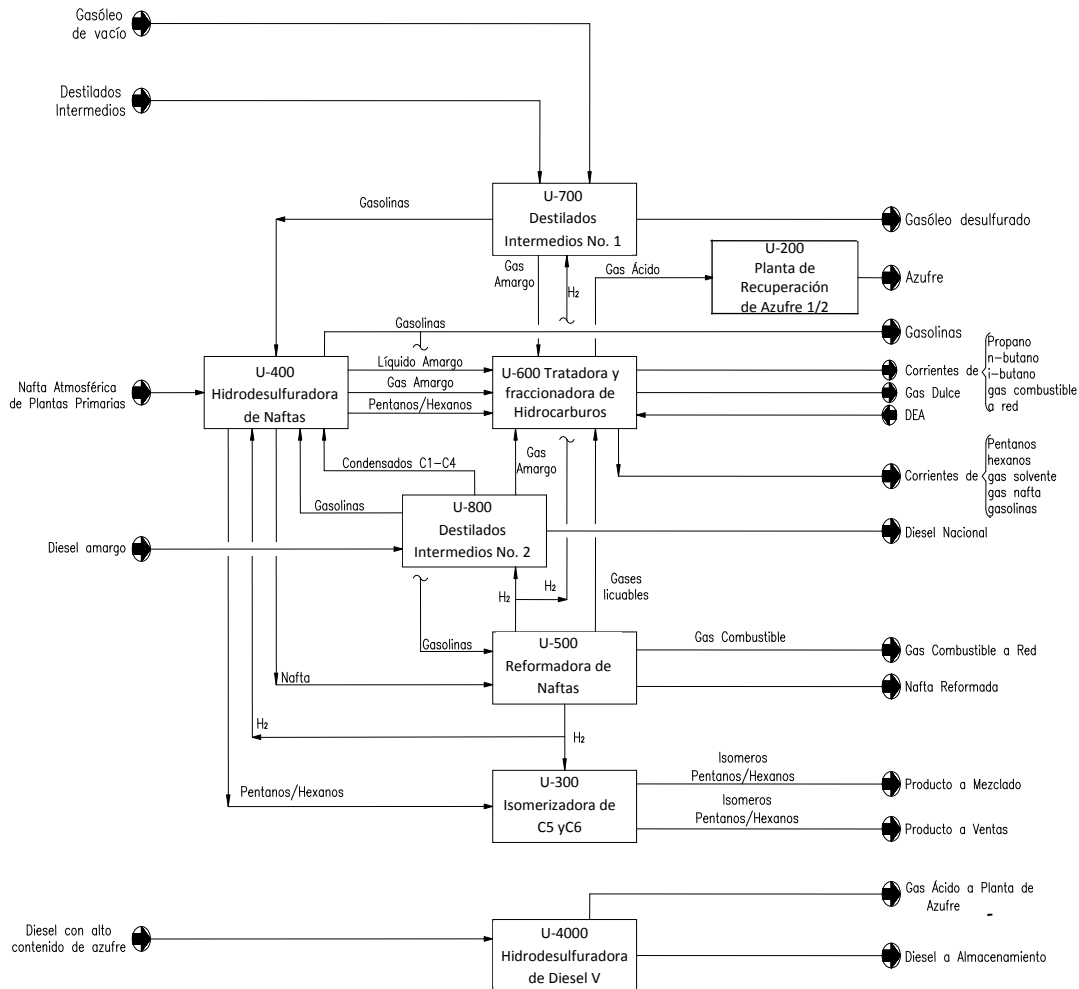 Gasóleo
de vacío
Destilados
Intermedios
U-700
Destilados
Intermedios No. 1
Gasolinas
Gasóleo desulfurado
Gas
Amargo
H₂
Gas Ácido
U-200
Planta de
Recuperación
de Azufre 1/2
Azufre
Gasolinas
Gasolinas
Nafta Atmosférica
de Plantas Primarias
U-400
Hidrodesulfuradora
de Naftas
Líquido Amargo
Gas Amargo
Pentanos/Hexanos
U-600 Tratadora y
fraccionadora de
Hidrocarburos
Corrientes de
Propano
n-butano
i-butano
gas combustible
a red
Gas Dulce
DEA
Condensados C1-C4
Gas
Amargo
Corrientes de
Pentanos
hexanos
gas solvente
gas nafta
gasolinas
Gasolinas
U-800
Destilados
Intermedios No. 2
Diesel Nacional
Diesel amargo
H₂
H₂
Gases
licuables
Gasolinas
U-500
Reformadora de
Naftas
Gas Combustible
Gas Combustible a Red
Nafta
Nafta Reformada
H₂
H₂
Pentanos/Hexanos
U-300
Isomerizadora de
C5 yC6
Isomeros
Pentanos/Hexanos
Producto a Mezclado
Isomeros
Pentanos/Hexanos
Producto a Ventas
Gas Ácido a Planta de
Azufre
Diesel con alto
contenido de azufre
U-4000
Hidrodesulfuradora
de Diesel V
Diesel a Almacenamiento